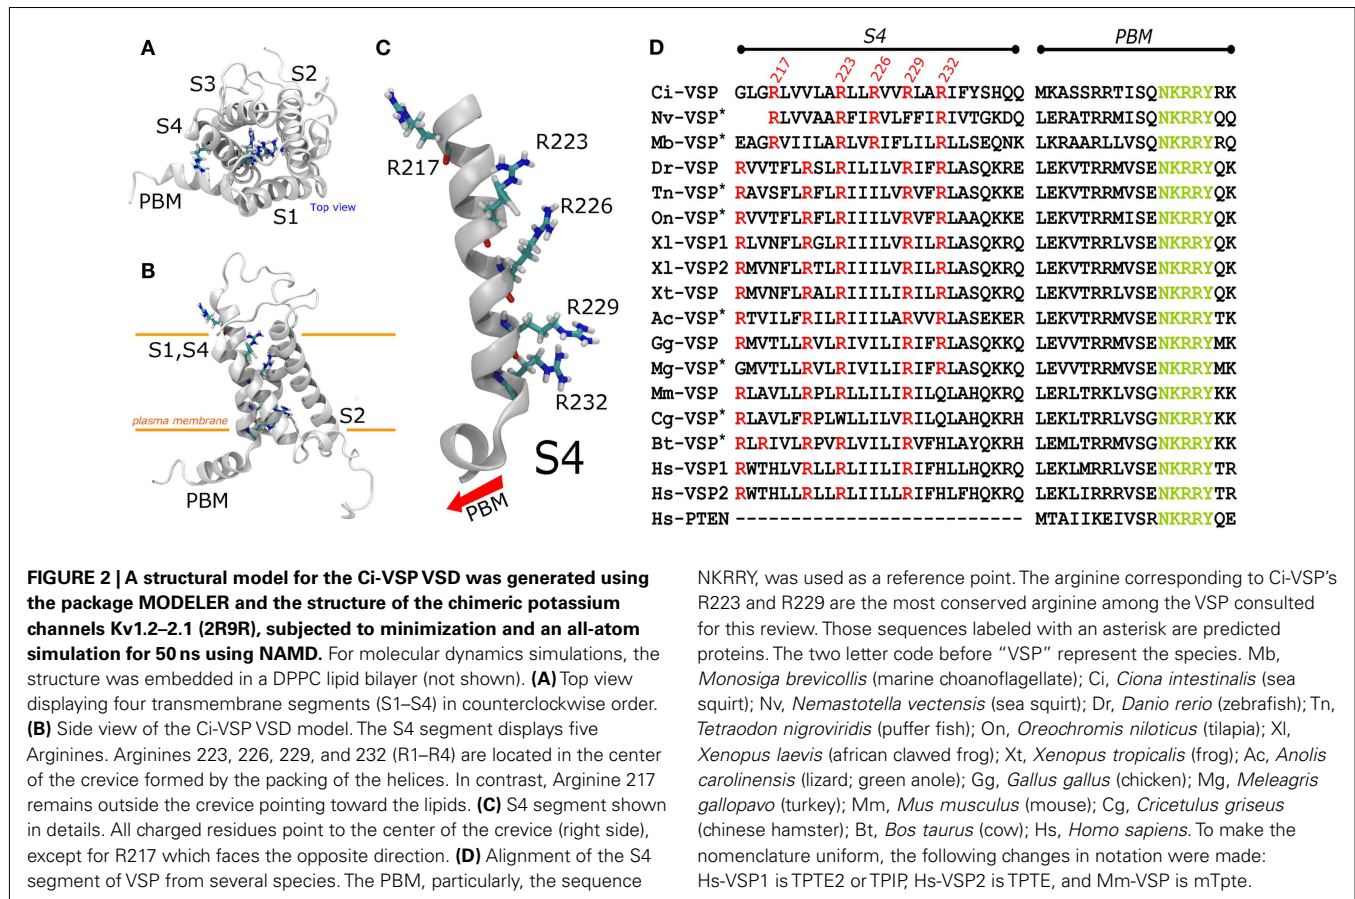 A
S3
S2
S4
PBM
S1
Top view
B
S1,S4
plasma membrane
S2
PBM
C
R217
R223
R226
R229
R232
S4
PBM
D
S4 PBM
217 223 226 229 232
Ci-VSP GLGRLVVLARLLRVVRLARIFYSHQQ MKASSRRTISQNKRRYRK
Nv-VSP* RLVVAARFIRVLFFIRIVTGKDQ LERATRRMVSQNKRRYQQ
Mb-VSP* EAGRVIILARLVRIFLILRLLSEQNK LKRAARLLVSQNKRRYRQ
Dr-VSP RVVTFLRSLRILILVRIFRLASQKRE LEKVTRRMVSENKRRYQK
Tn-VSP* RAVSFLRFLRIIILVRVFRLASQKKE LEKVTRRMISENKRRYQK
On-VSP* RVVTFLRFLRIIILVRVFRLAAQKKE LEKVTRRMISENKRRYQK
Xl-VSP1 RLVNFLRGLRIIILVRILRLASQKRQ LEKVTRRLVSENKRRYQK
Xl-VSP2 RMVNFLRTLRIIILVRILRLASQKRQ LEKVTRRMVSENKRRYQK
Xt-VSP RMVNFLRALRIIILIRILRLASQKRQ LEKVTRRLVSENKRRYQK
Ac-VSP* RTVILFRILRIIILARVVRLASEKER LEKVTRRMVSENKRRYTK
Gg-VSP RMVTLLRVLRIVILIRIFRLASQKKQ LEKVTRRMVSENKRRYMK
Mg-VSP* GMVTLLRVLRIVILIRIFRLASQKKQ LEKVTRRMVSENKRRYMK
Mm-VSP RLAVLLRPLRLLILIRILQLAHQKRQ LERLTRKLVSGNKRRYKK
Cg-VSP* RLAVLFRPLWLLILVRILQLAHQKRH LEKLTRRMVSGNKRRYKK
Bt-VSP* RLRIVLRPVRLVILIRVFHLAYQKRH LEMLTRRMVSGNKRRYKK
Hs-VSP1 RWTHLVRLLRLIILIRIFHLLHQKRQ LEKLMRRLVSENKRRYTR
Hs-VSP2 RWTHLLRLLRLIILLRIFHLFHQKRQ LEKLIRRRVSENKRRYTR
Hs-PTEN -------------------------- MTAIIKEIVSRNKRRYQE
FIGURE 2 | A structural model for the Ci-VSP VSD was generated using
the package MODELER and the structure of the chimeric potassium
channels Kv1.2–2.1 (2R9R), subjected to minimization and an all-atom
simulation for 50 ns using NAMD. For molecular dynamics simulations, the
structure was embedded in a DPPC lipid bilayer (not shown). (A) Top view
displaying four transmembrane segments (S1–S4) in counterclockwise order.
(B) Side view of the Ci-VSP VSD model. The S4 segment displays five
Arginines. Arginines 223, 226, 229, and 232 (R1–R4) are located in the center
of the crevice formed by the packing of the helices. In contrast, Arginine 217
remains outside the crevice pointing toward the lipids. (C) S4 segment shown
in details. All charged residues point to the center of the crevice (right side),
except for R217 which faces the opposite direction. (D) Alignment of the S4
segment of VSP from several species. The PBM, particularly, the sequence
NKRRY, was used as a reference point. The arginine corresponding to Ci-VSP's
R223 and R229 are the most conserved arginine among the VSP consulted
for this review. Those sequences labeled with an asterisk are predicted
proteins. The two letter code before “VSP” represent the species. Mb,
Monosiga brevicollis (marine choanoflagellate); Ci, Ciona intestinalis (sea
squirt); Nv, Nemastotella vectensis (sea squirt); Dr, Danio rerio (zebrafish); Tn,
Tetraodon nigroviridis (puffer fish); On, Oreochromis niloticus (tilapia); Xl,
Xenopus laevis (african clawed frog); Xt, Xenopus tropicalis (frog); Ac, Anolis
carolinensis (lizard; green anole); Gg, Gallus gallus (chicken); Mg, Meleagris
gallopavo (turkey); Mm, Mus musculus (mouse); Cg, Cricetulus griseus
(chinese hamster); Bt, Bos taurus (cow); Hs, Homo sapiens. To make the
nomenclature uniform, the following changes in notation were made:
Hs-VSP1 is TPTE2 or TPIP, Hs-VSP2 is TPTE, and Mm-VSP is mTpte.